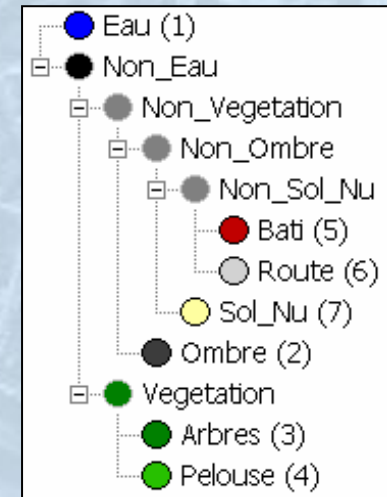 Eau (1)
Non_Eau
Non_Vegetation
Non_Ombre
Non_Sol_Nu
Bati (5)
Route (6)
Sol_Nu (7)
Ombre (2)
Vegetation
Arbres (3)
Pelouse (4)